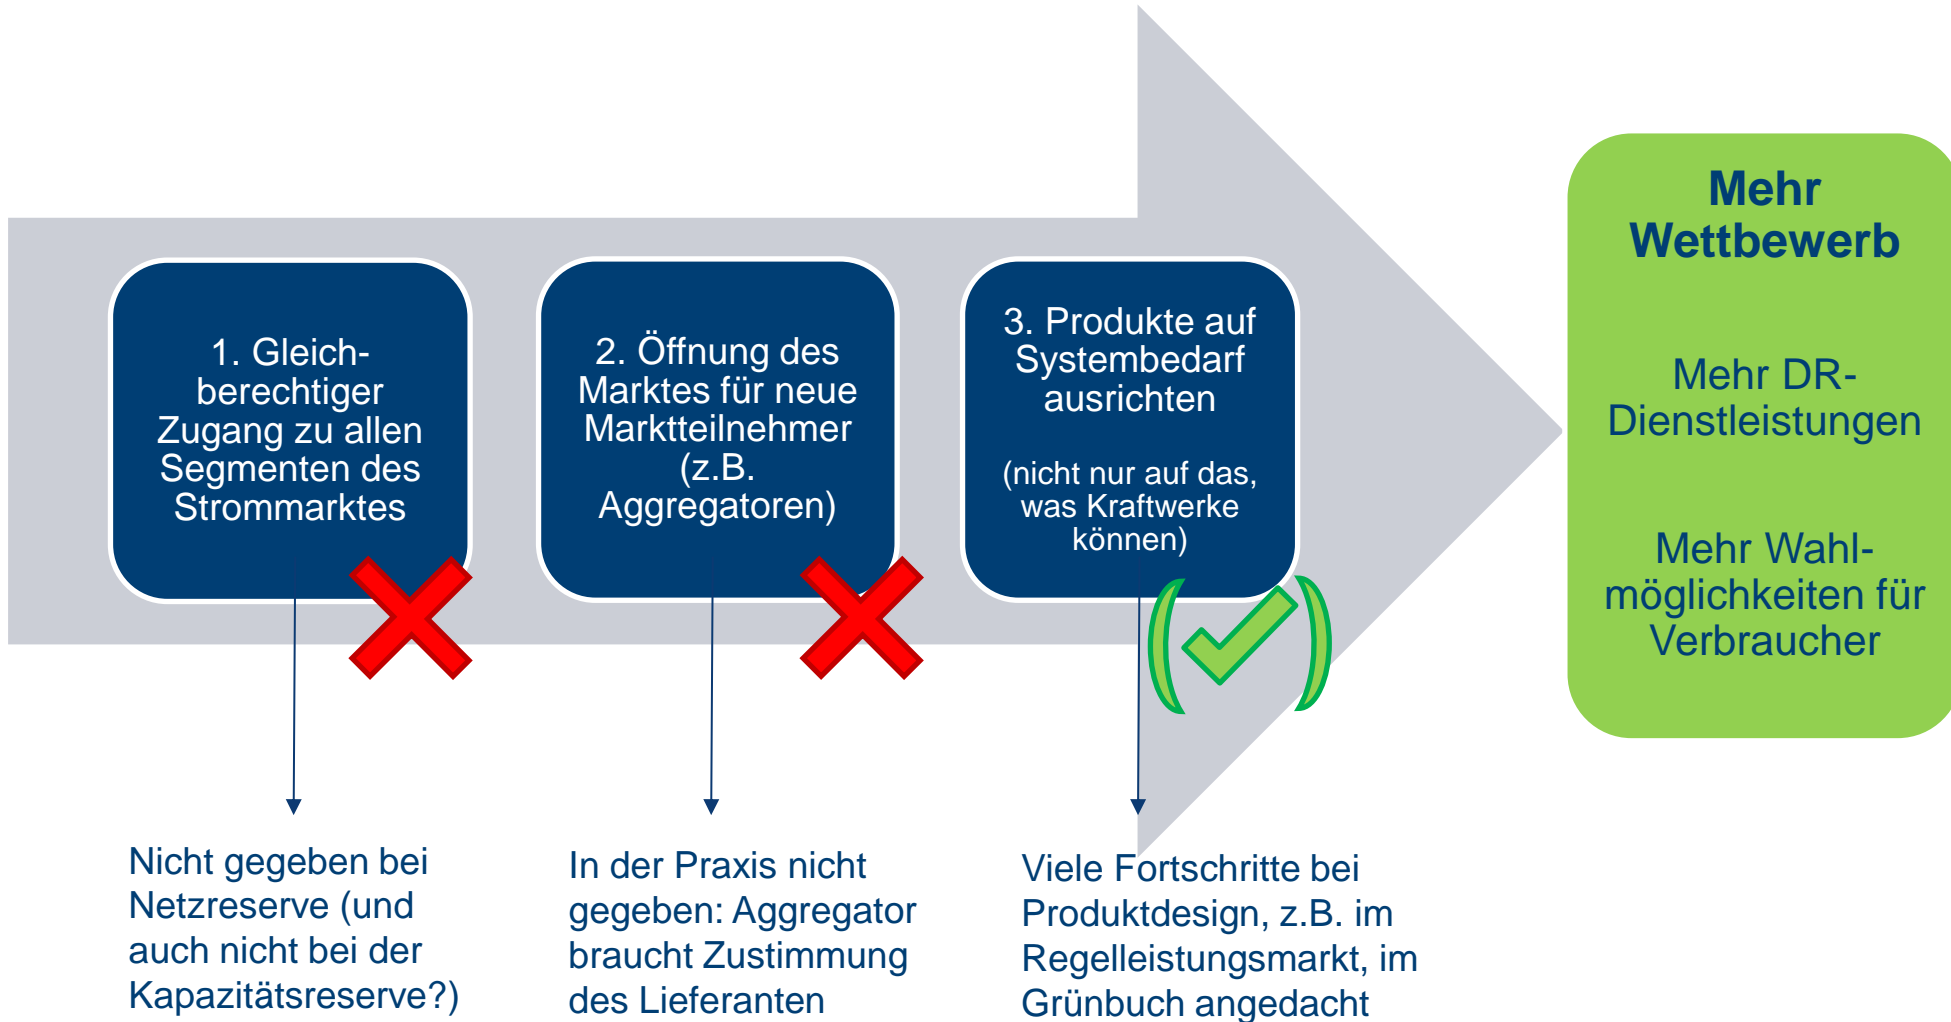 1. Gleich-
berechtiger
Zugang zu allen
Segmenten des
Strommarktes
2. Öffnung des
Marktes für neue
Marktteilnehmer
(z.B.
Aggregatoren)
3. Produkte auf
Systembedarf
ausrichten
(nicht nur auf das,
was Kraftwerke
können)
Mehr
Wettbewerb
Mehr DR-
Dienstleistungen
Mehr Wahl-
möglichkeiten für
Verbraucher
Nicht gegeben bei
Netzreserve (und
auch nicht bei der
Kapazitätsreserve?)
In der Praxis nicht
gegeben: Aggregator
braucht Zustimmung
des Lieferanten
Viele Fortschritte bei
Produktdesign, z.B. im
Regelleistungsmarkt, im
Grünbuch angedacht